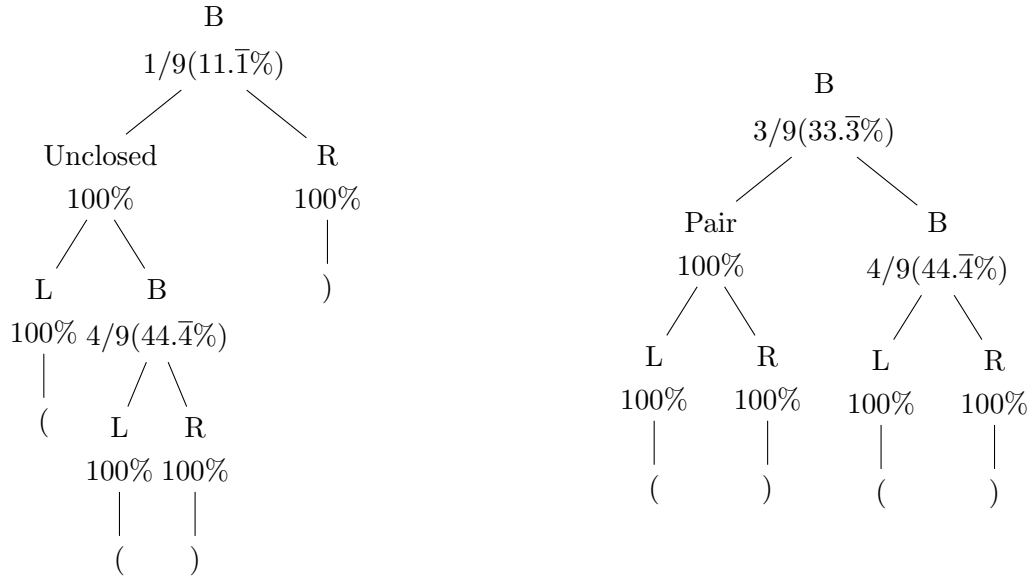 B
1/9(11.1̅%)
Unclosed R
100% 100%
L B )
100% 4/9(44.4̅%)
( L R
100% 100%
( )
B
3/9(33.3̅%)
Pair B
100% 4/9(44.4̅%)
L R L R
100% 100% 100% 100%
( ) ( )